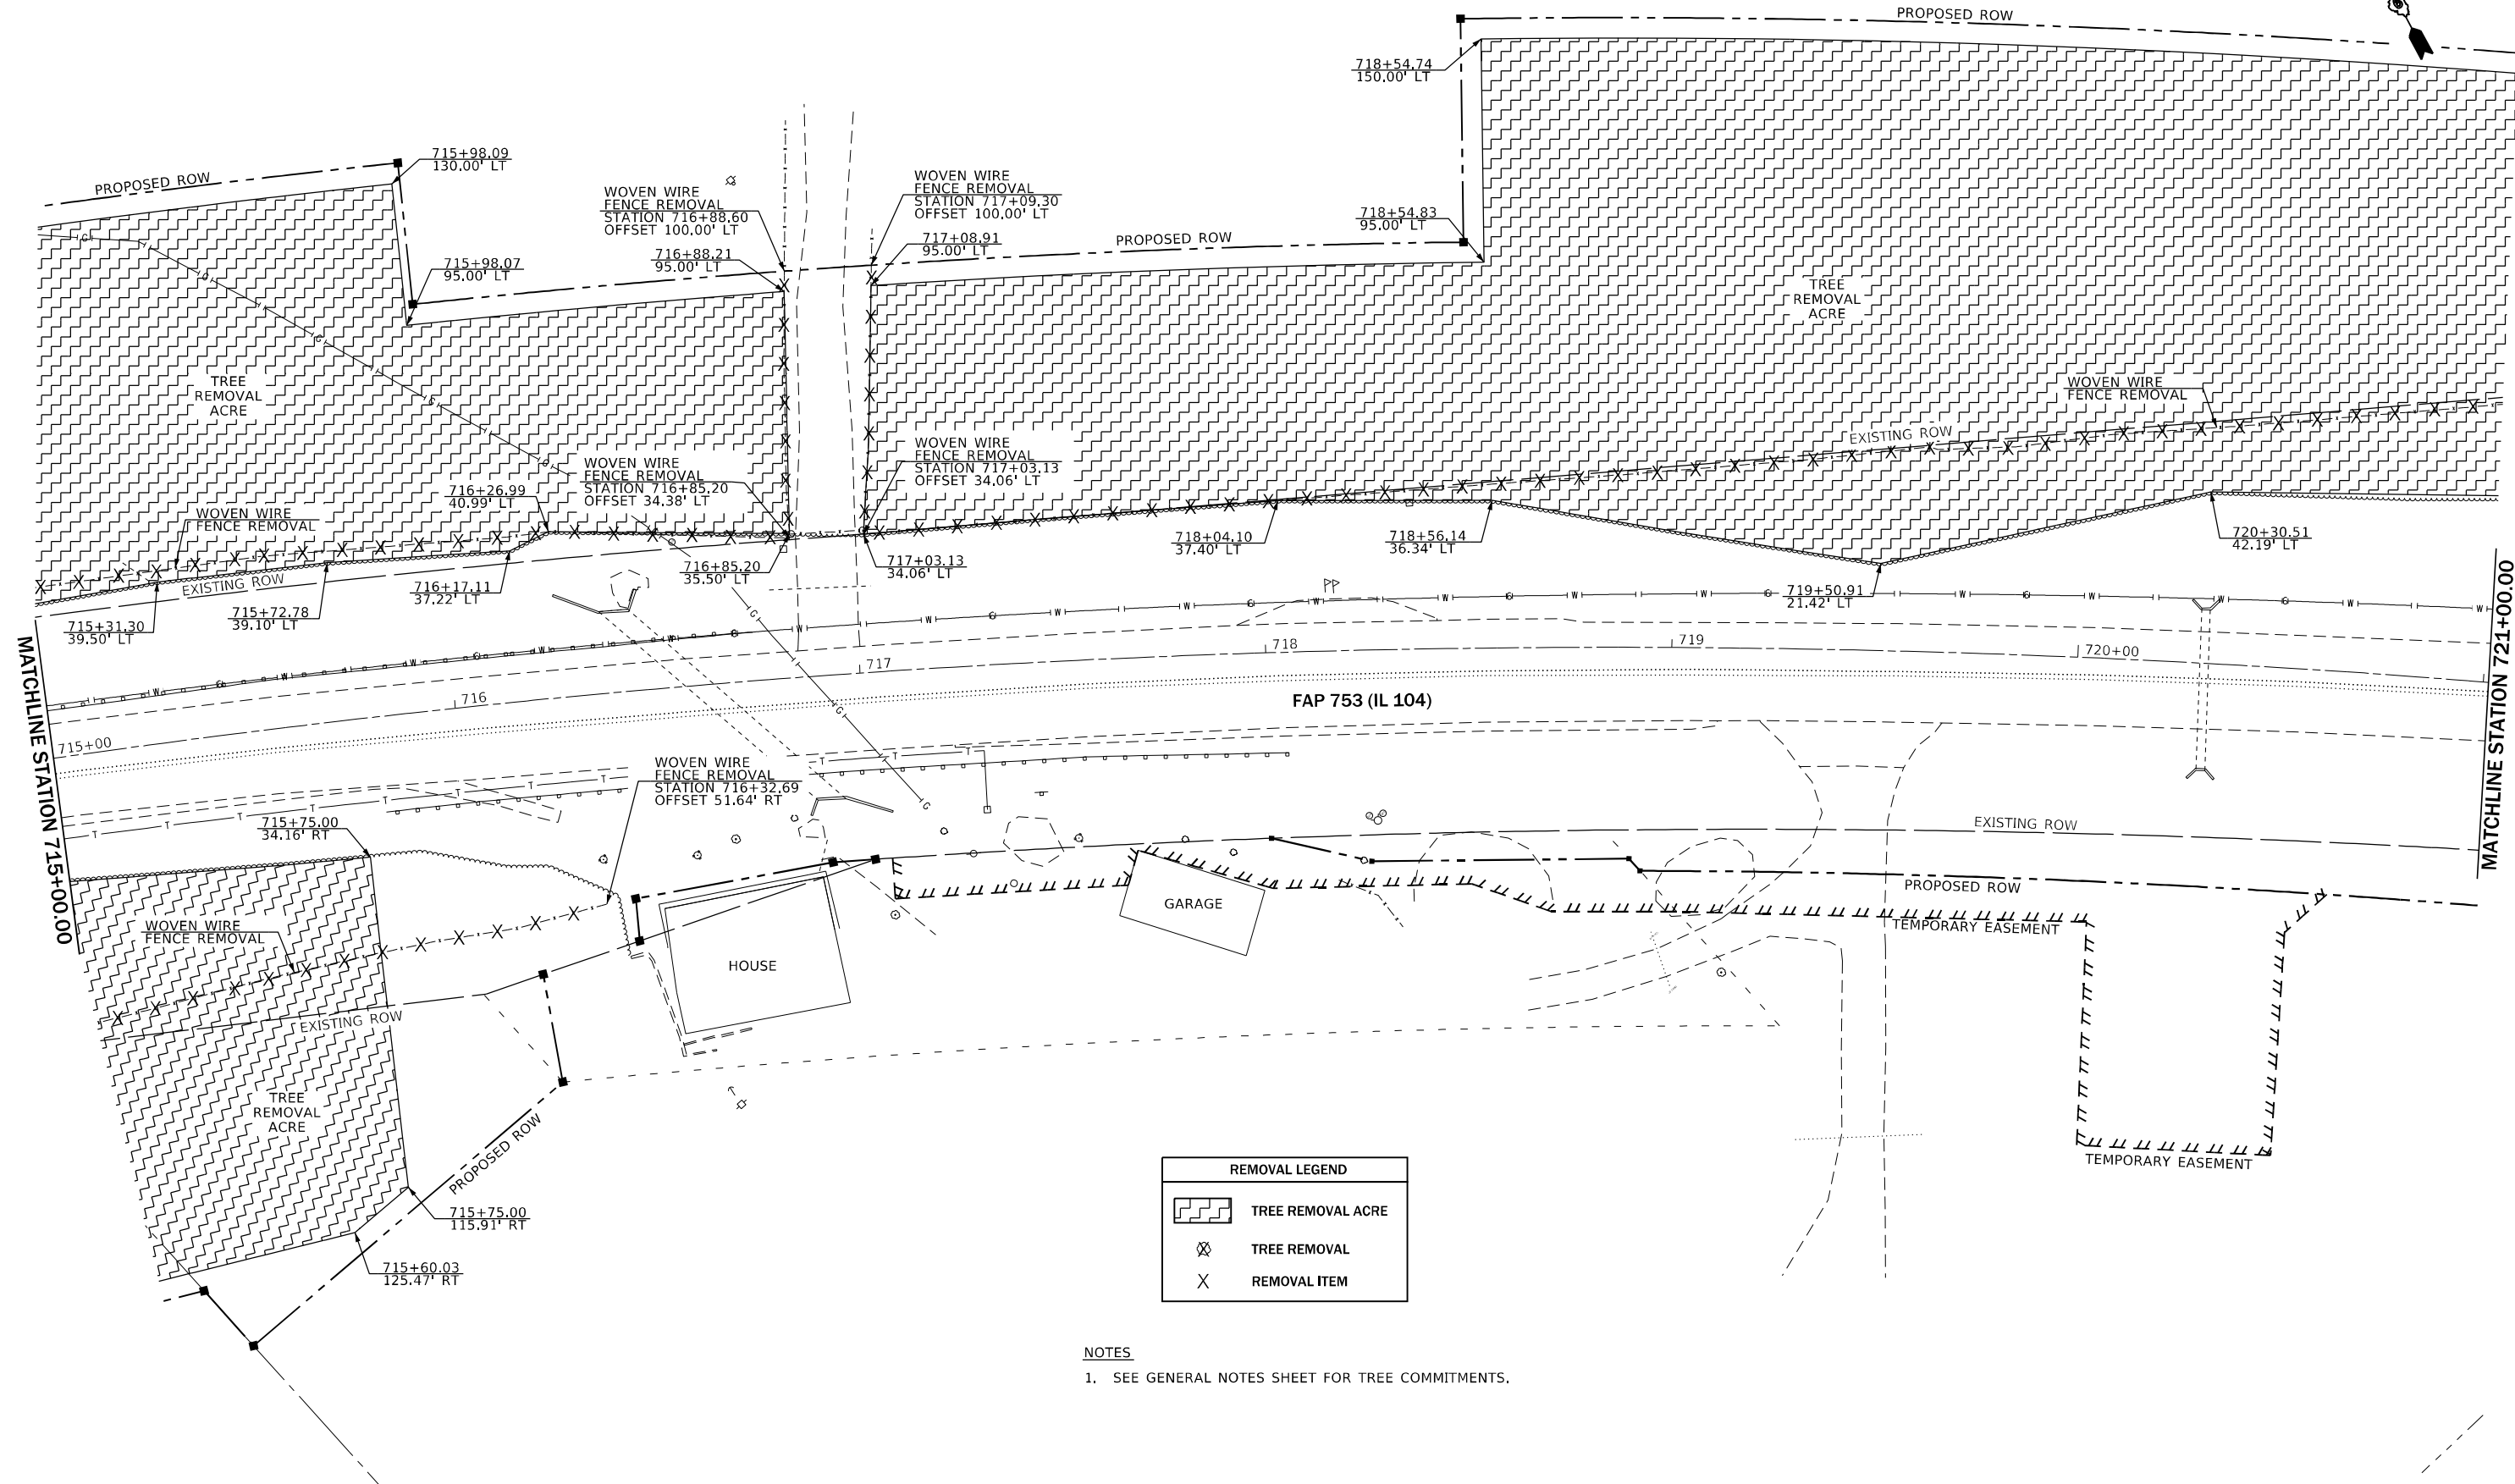 PROPOSED ROW
718+54.74
150.00' LT
715+98.09
130.00' LT
PROPOSED ROW
WOVEN WIRE
FENCE REMOVAL
STATION 716+88.60
OFFSET 100.00' LT
WOVEN WIRE
FENCE REMOVAL
STATION 717+09.30
OFFSET 100.00' LT
718+54.83
95.00' LT
717+08.91
95.00' LT
PROPOSED ROW
716+88.21
95.00' LT
715+98.07
95.00' LT
TREE
REMOVAL
ACRE
TREE
REMOVAL
ACRE
WOVEN WIRE
FENCE REMOVAL
EXISTING ROW
WOVEN WIRE
FENCE REMOVAL
STATION 717+03.13
OFFSET 34.06' LT
WOVEN WIRE
FENCE REMOVAL
STATION 716+85.20
OFFSET 34.38' LT
716+26.99
40.99' LT
WOVEN WIRE
FENCE REMOVAL
EXISTING ROW
715+31.30
39.50' LT
715+72.78
39.10' LT
716+17.11
37.22' LT
716+85.20
35.50' LT
717+03.13
34.06' LT
718+04.10
37.40' LT
718+56.14
36.34' LT
719+50.91
21.42' LT
720+30.51
42.19' LT
MATCHLINE STATION 715+00.00
MATCHLINE STATION 721+00.00
715+00
716
717
718
719
720+00
FAP 753 (IL 104)
WOVEN WIRE
FENCE REMOVAL
STATION 716+32.69
OFFSET 51.64' RT
715+75.00
34.16' RT
EXISTING ROW
PROPOSED ROW
TEMPORARY EASEMENT
GARAGE
HOUSE
WOVEN WIRE
FENCE REMOVAL
EXISTING ROW
TREE
REMOVAL
ACRE
PROPOSED ROW
TEMPORARY EASEMENT
715+75.00
115.91' RT
715+60.03
125.47' RT
REMOVAL LEGEND
TREE REMOVAL ACRE
TREE REMOVAL
REMOVAL ITEM
NOTES
1. SEE GENERAL NOTES SHEET FOR TREE COMMITMENTS.